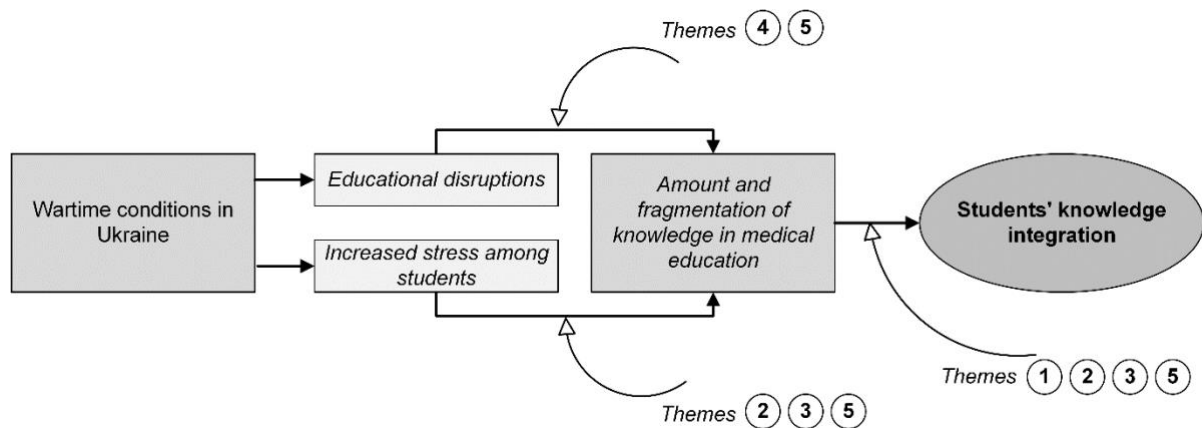 Themes 4 5
Wartime conditions in
Ukraine
Educational disruptions
Increased stress among
students
Amount and
fragmentation of
knowledge in medical
education
Students’ knowledge
integration
Themes 2 3 5
Themes 1 2 3 5